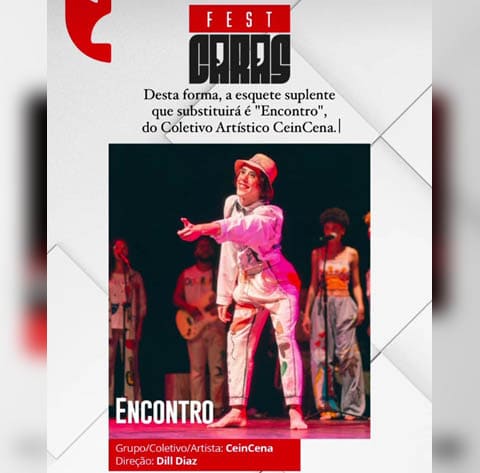 FEST
CARAS
Desta forma, a esquete suplente
que substituirá é "Encontro",
do Coletivo Artístico CeinCena.
ENCONTRO
Grupo/Coletivo/Artista: CeinCena
Direção: Dill Diaz